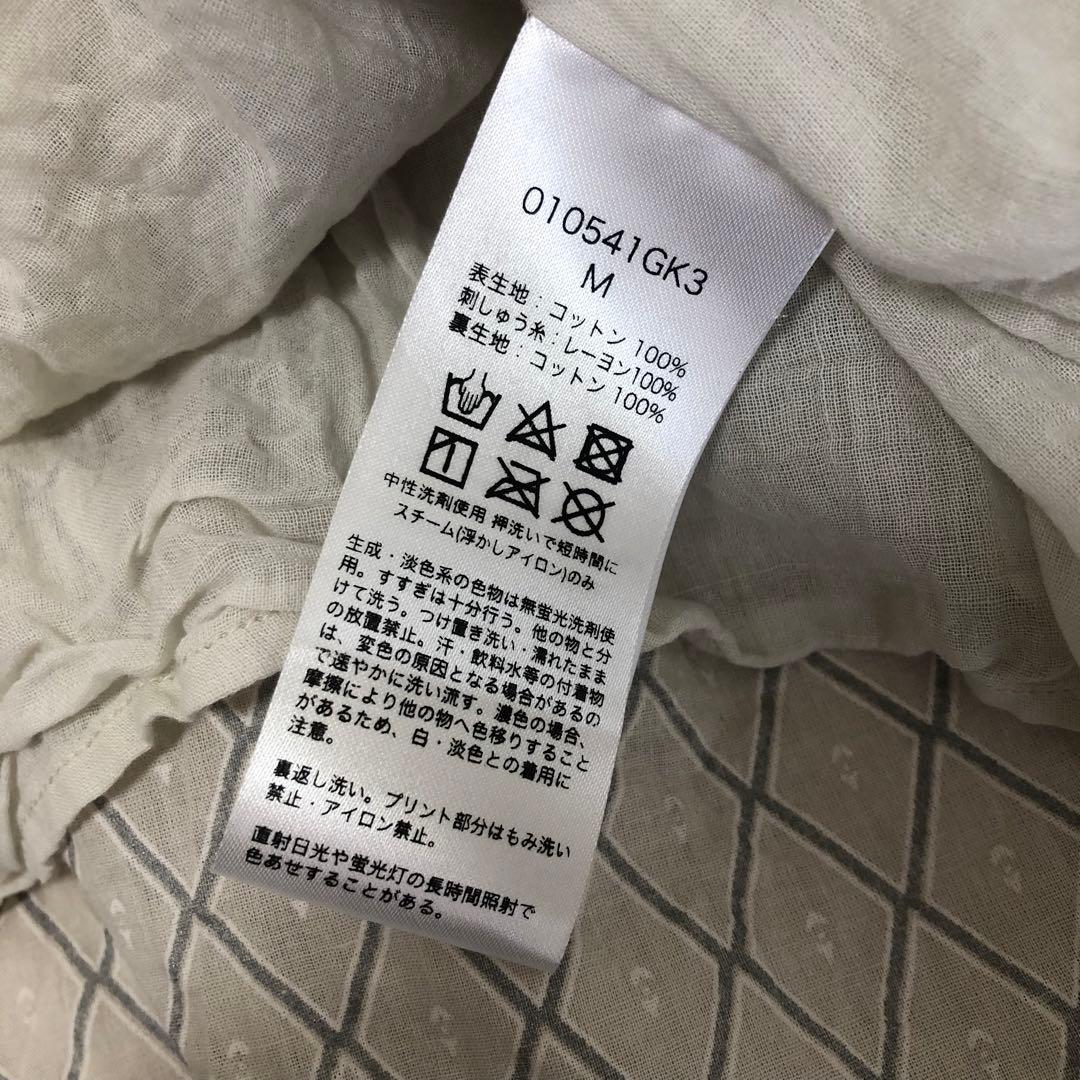 010541GK3
M
表生地：コットン 100%
刺しゅう糸：レーヨン100%
裏生地：コットン 100%
中性洗剤使用 押洗いで短時間に
スチーム(浮かしアイロン)のみ
生成・淡色系の色物は無蛍光洗剤使
用。すすぎは十分行う。他の物と分
けて洗う。つけ置き洗い・濡れたまま
の放置禁止。汗・飲料水等の付着物
は、変色の原因となる場合があるの
で速やかに洗い流す。濃色の場合、
摩擦により他の物へ色移りすること
があるため、白・淡色との着用に
注意。
裏返し洗い。プリント部分はもみ洗い
禁止・アイロン禁止。
直射日光や蛍光灯の長時間照射で
色あせすることがある。